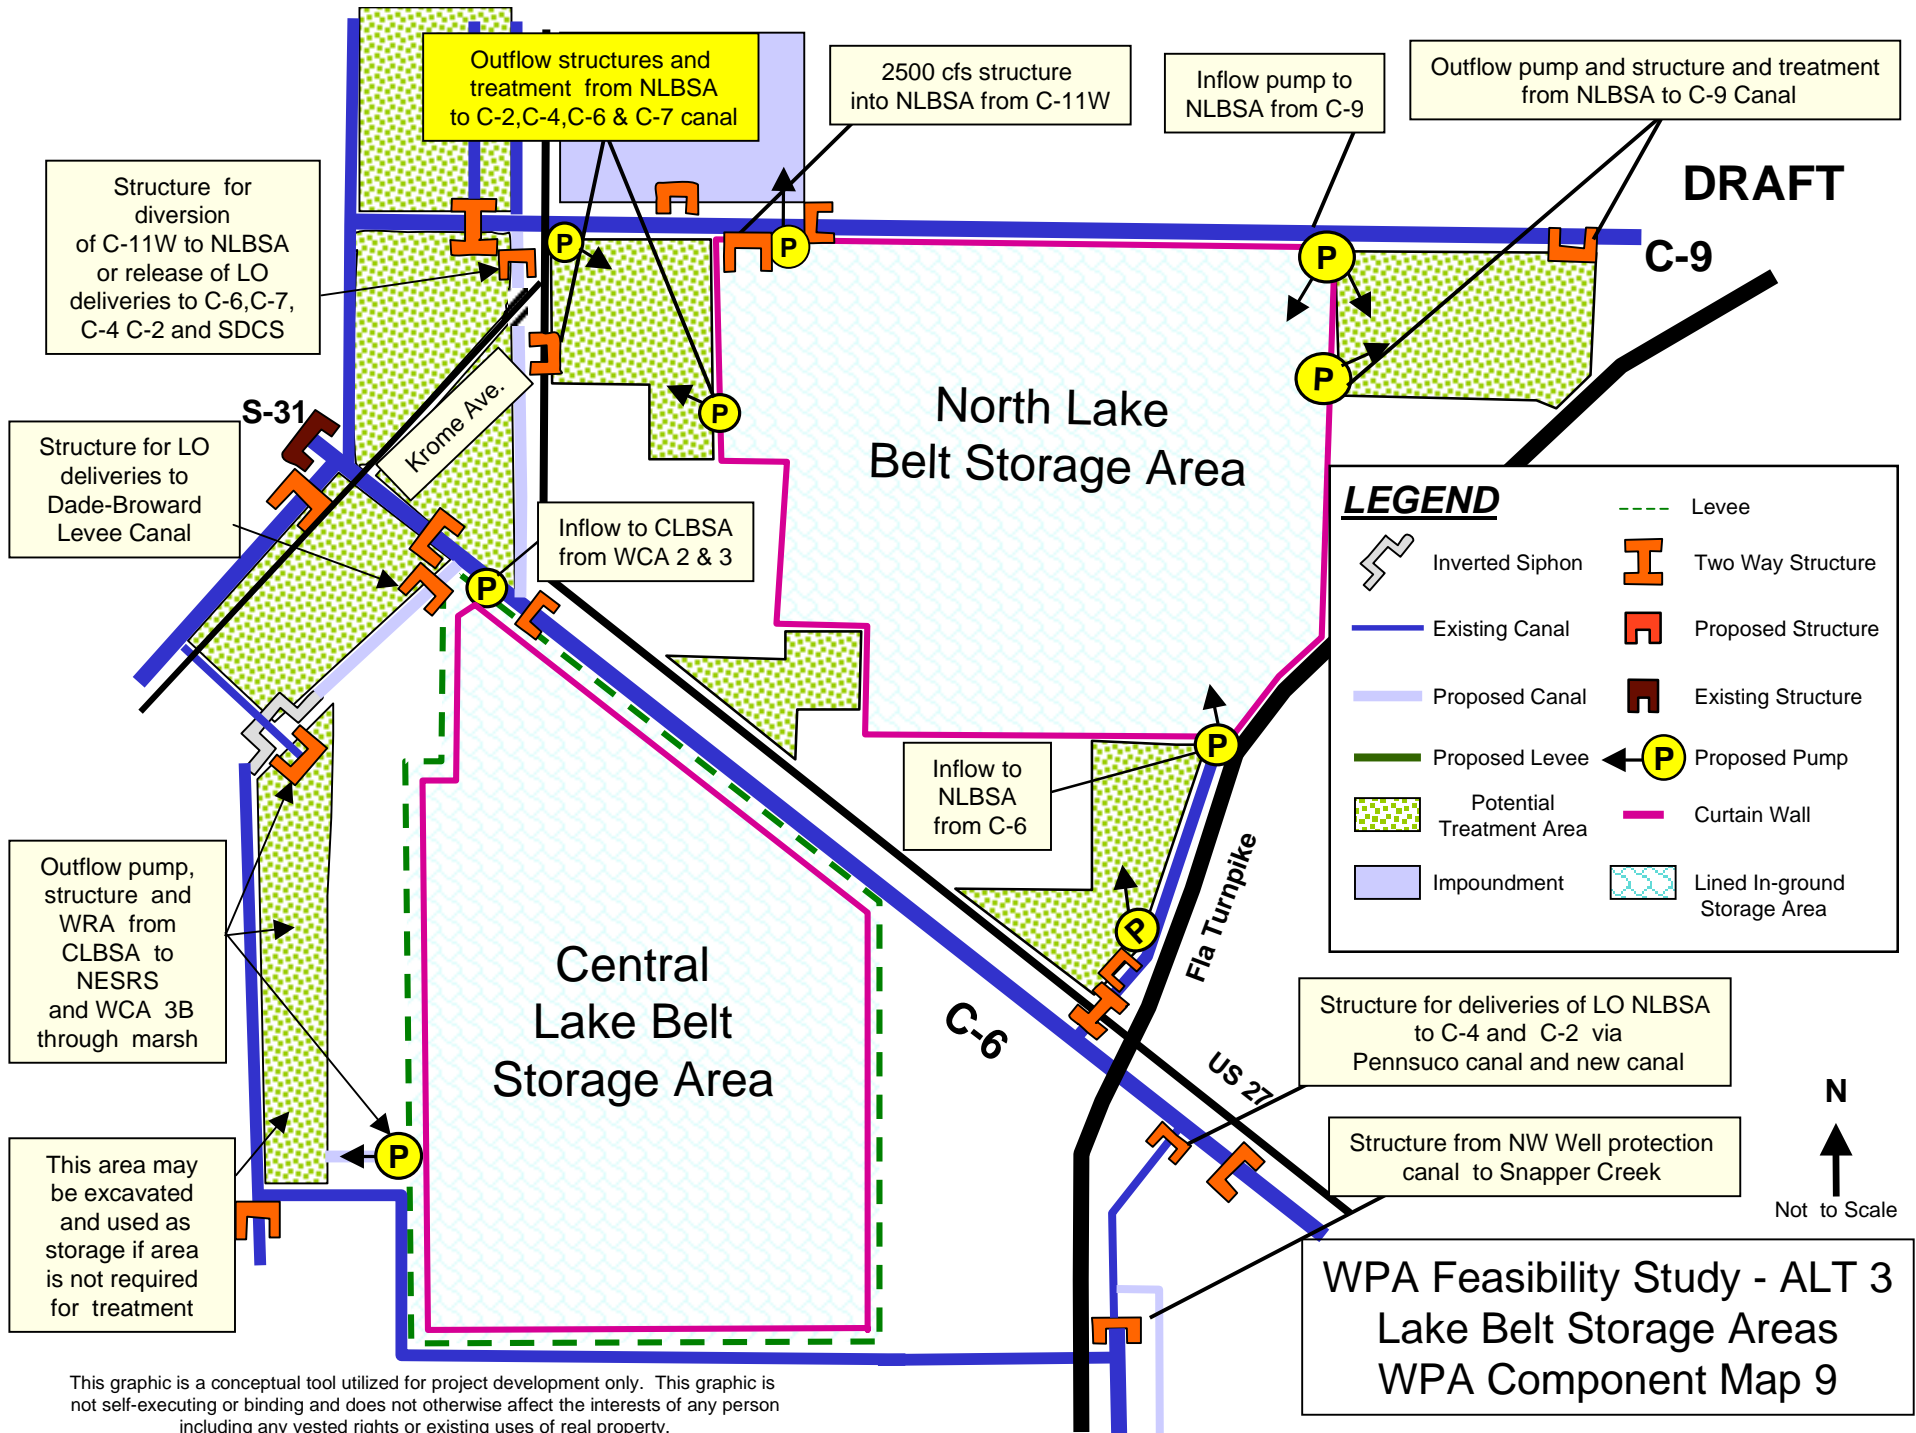 Outflow structures and
treatment from NLBSA
to C-2,C-4,C-6 & C-7 canal
2500 cfs structure
into NLBSA from C-11W
Inflow pump to
NLBSA from C-9
Outflow pump and structure and treatment
from NLBSA to C-9 Canal
DRAFT
Structure for
diversion
of C-11W to NLBSA
or release of LO
deliveries to C-6,C-7,
C-4 C-2 and SDCS
P
P
P
C-9
P
P
Krome Ave.
S-31
North Lake
Belt Storage Area
Structure for LO
deliveries to
Dade-Broward
Levee Canal
Inflow to CLBSA
from WCA 2 & 3
P
LEGEND
Levee
Inverted Siphon
Two Way Structure
Existing Canal
Proposed Structure
Proposed Canal
Existing Structure
Proposed Levee
P
Proposed Pump
Potential
Treatment Area
Curtain Wall
Impoundment
Lined In-ground
Storage Area
P
Inflow to
NLBSA
from C-6
P
Fla Turnpike
Outflow pump,
structure and
WRA from
CLBSA to
NESRS
and WCA 3B
through marsh
Central
Lake Belt
Storage Area
C-6
US 27
Structure for deliveries of LO NLBSA
to C-4 and C-2 via
Pennsuco canal and new canal
N
Not to Scale
P
Structure from NW Well protection
canal to Snapper Creek
This area may
be excavated
and used as
storage if area
is not required
for treatment
WPA Feasibility Study - ALT 3
Lake Belt Storage Areas
WPA Component Map 9
This graphic is a conceptual tool utilized for project development only. This graphic is
not self-executing or binding and does not otherwise affect the interests of any person
including any vested rights or existing uses of real property.